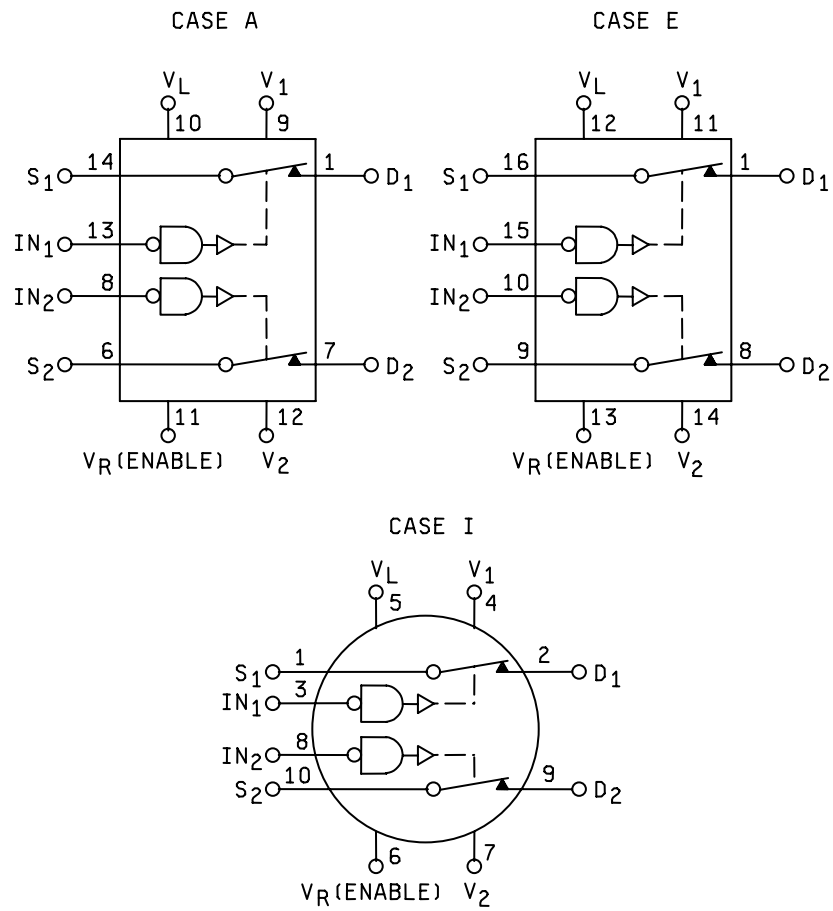 CASE A
V_L V_1
10 9
S_1 14 1 D_1
IN_1 13
IN_2 8
S_2 6 7 D_2
11 12
V_R(ENABLE) V_2
CASE E
V_L V_1
12 11
S_1 16 1 D_1
IN_1 15
IN_2 10
S_2 9 8 D_2
13 14
V_R(ENABLE) V_2
CASE I
V_L V_1
5 4
S_1 1 2 D_1
IN_1 3
IN_2 8
S_2 10 9 D_2
6 7
V_R(ENABLE) V_2